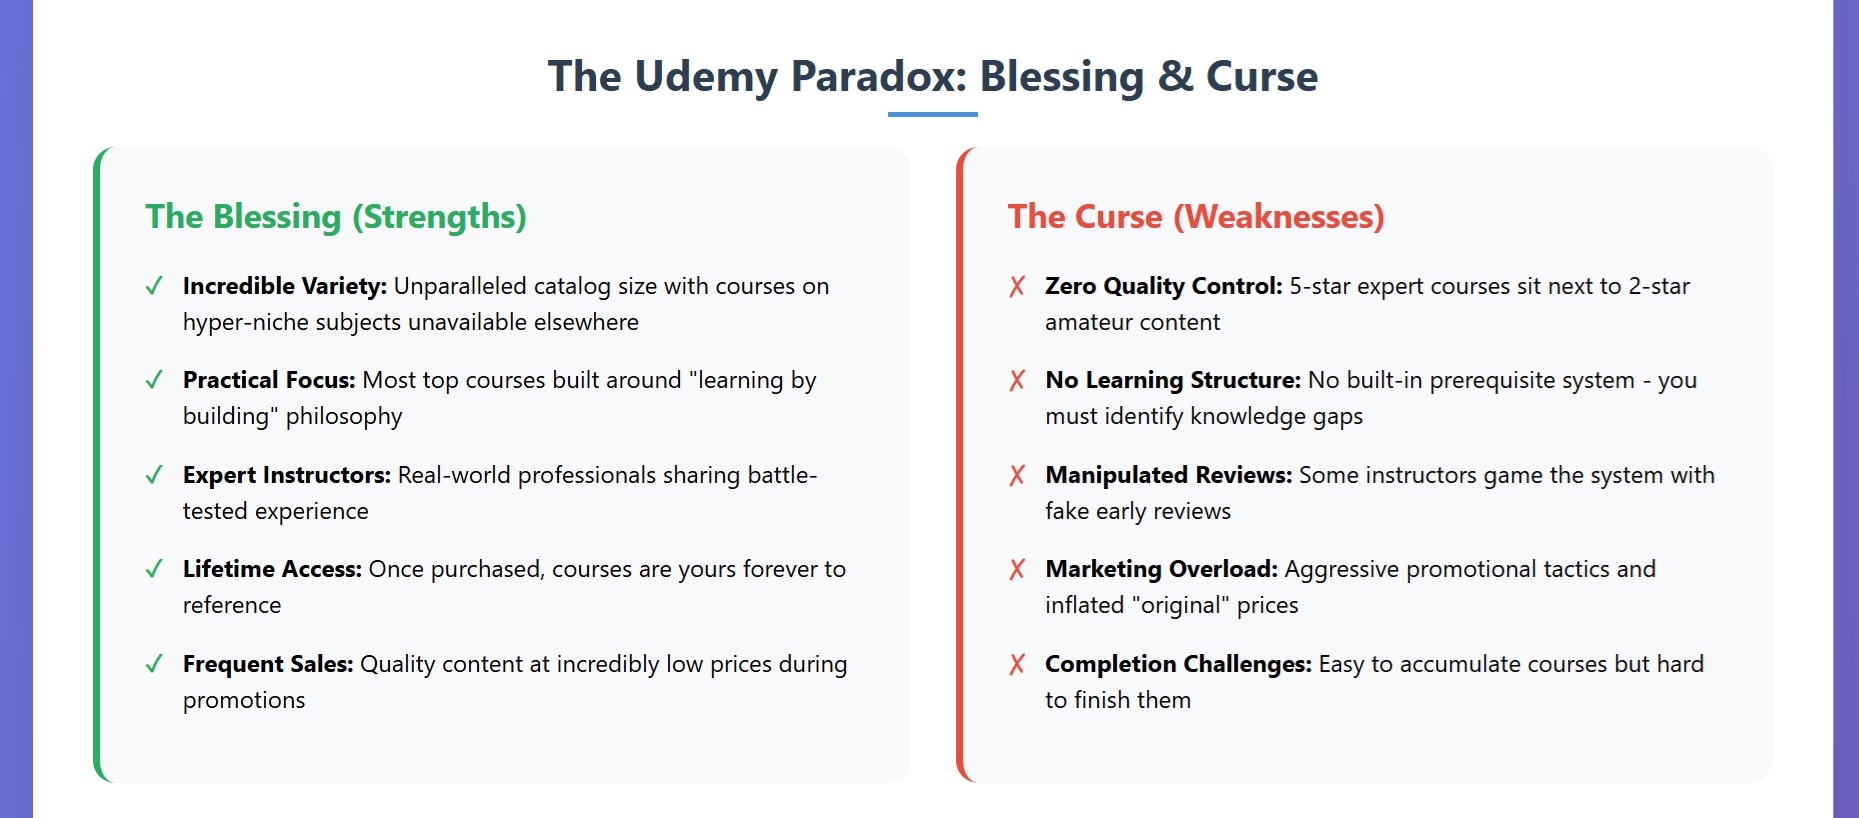 The Udemy Paradox: Blessing & Curse
The Blessing (Strengths)
✓ Incredible Variety: Unparalleled catalog size with courses on
hyper-niche subjects unavailable elsewhere
✓ Practical Focus: Most top courses built around "learning by
building" philosophy
✓ Expert Instructors: Real-world professionals sharing battle-
tested experience
✓ Lifetime Access: Once purchased, courses are yours forever to
reference
✓ Frequent Sales: Quality content at incredibly low prices during
promotions
The Curse (Weaknesses)
✗ Zero Quality Control: 5-star expert courses sit next to 2-star
amateur content
✗ No Learning Structure: No built-in prerequisite system - you
must identify knowledge gaps
✗ Manipulated Reviews: Some instructors game the system with
fake early reviews
✗ Marketing Overload: Aggressive promotional tactics and
inflated "original" prices
✗ Completion Challenges: Easy to accumulate courses but hard
to finish them